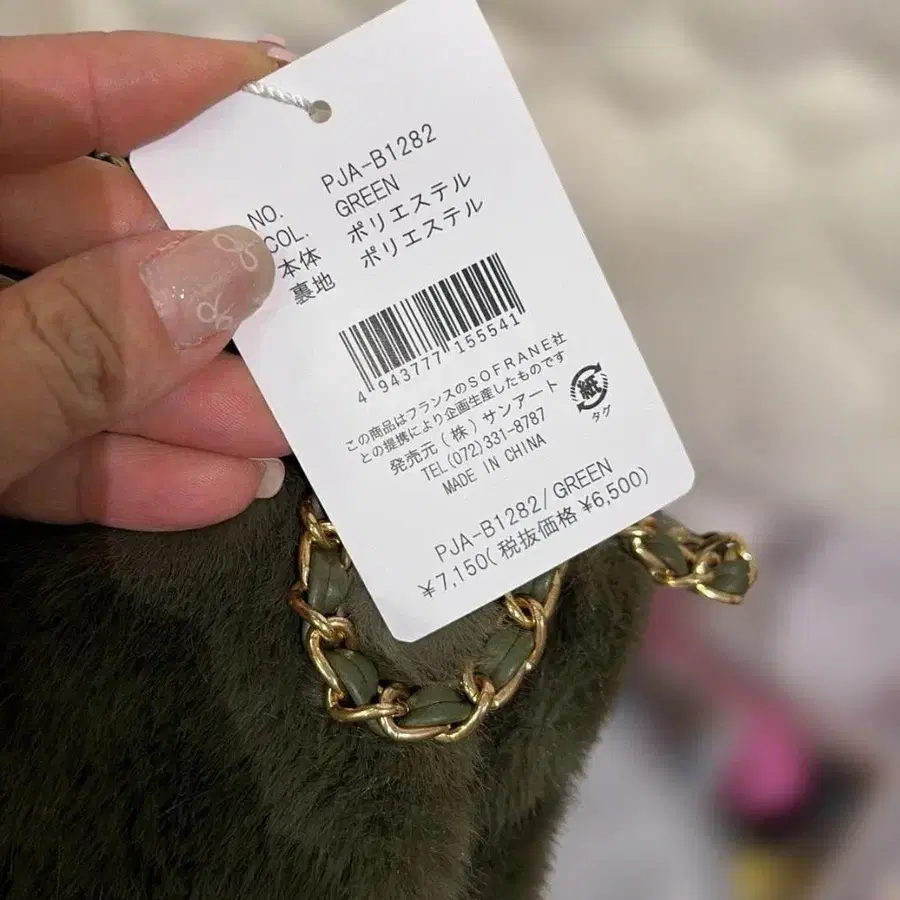 NO. PJA-B1282
COL. GREEN
本体 ポリエステル
裏地 ポリエステル
4 943777 155541
この商品はフランスのSOFRANE社
との提携により企画生産したものです
発売元(株)サンアート
TEL(072)331-8787
MADE IN CHINA
紙
タグ
PJA-B1282/GREEN
¥7,150(税抜価格¥6,500)